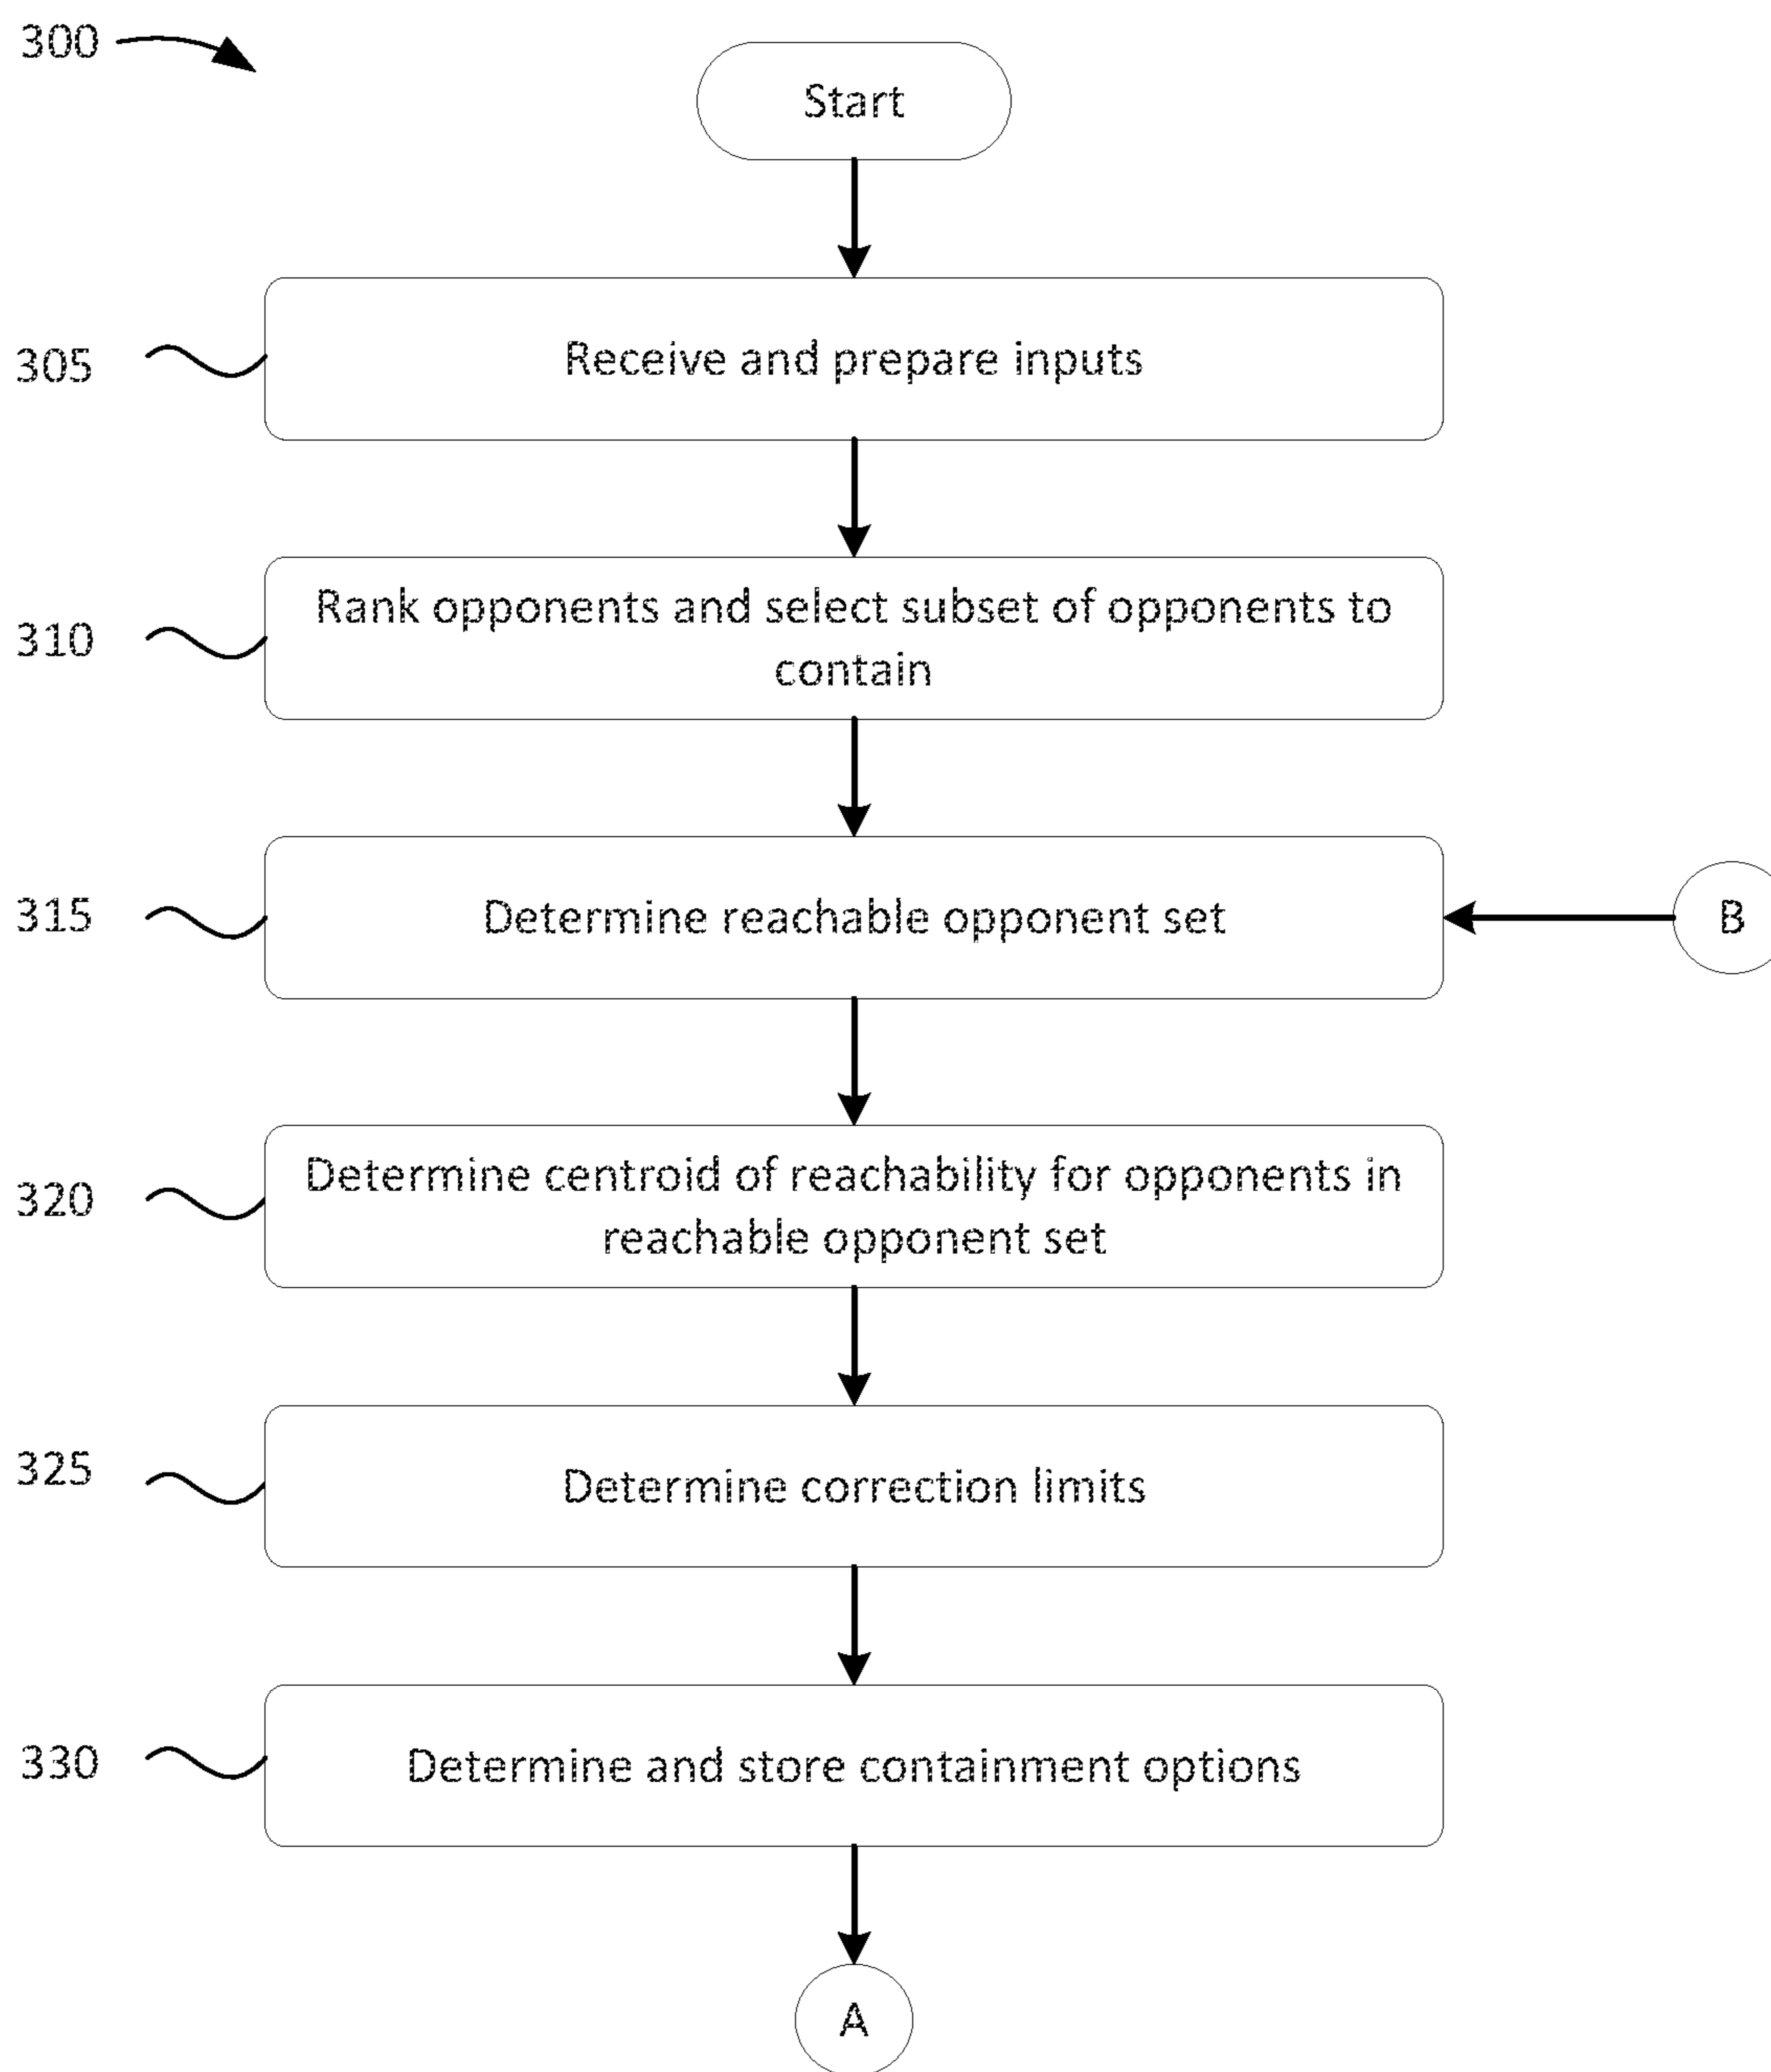 300
Start
305
Receive and prepare inputs
310
Rank opponents and select subset of opponents to
contain
315
Determine reachable opponent set
B
320
Determine centroid of reachability for opponents in
reachable opponent set
325
Determine correction limits
330
Determine and store containment options
A